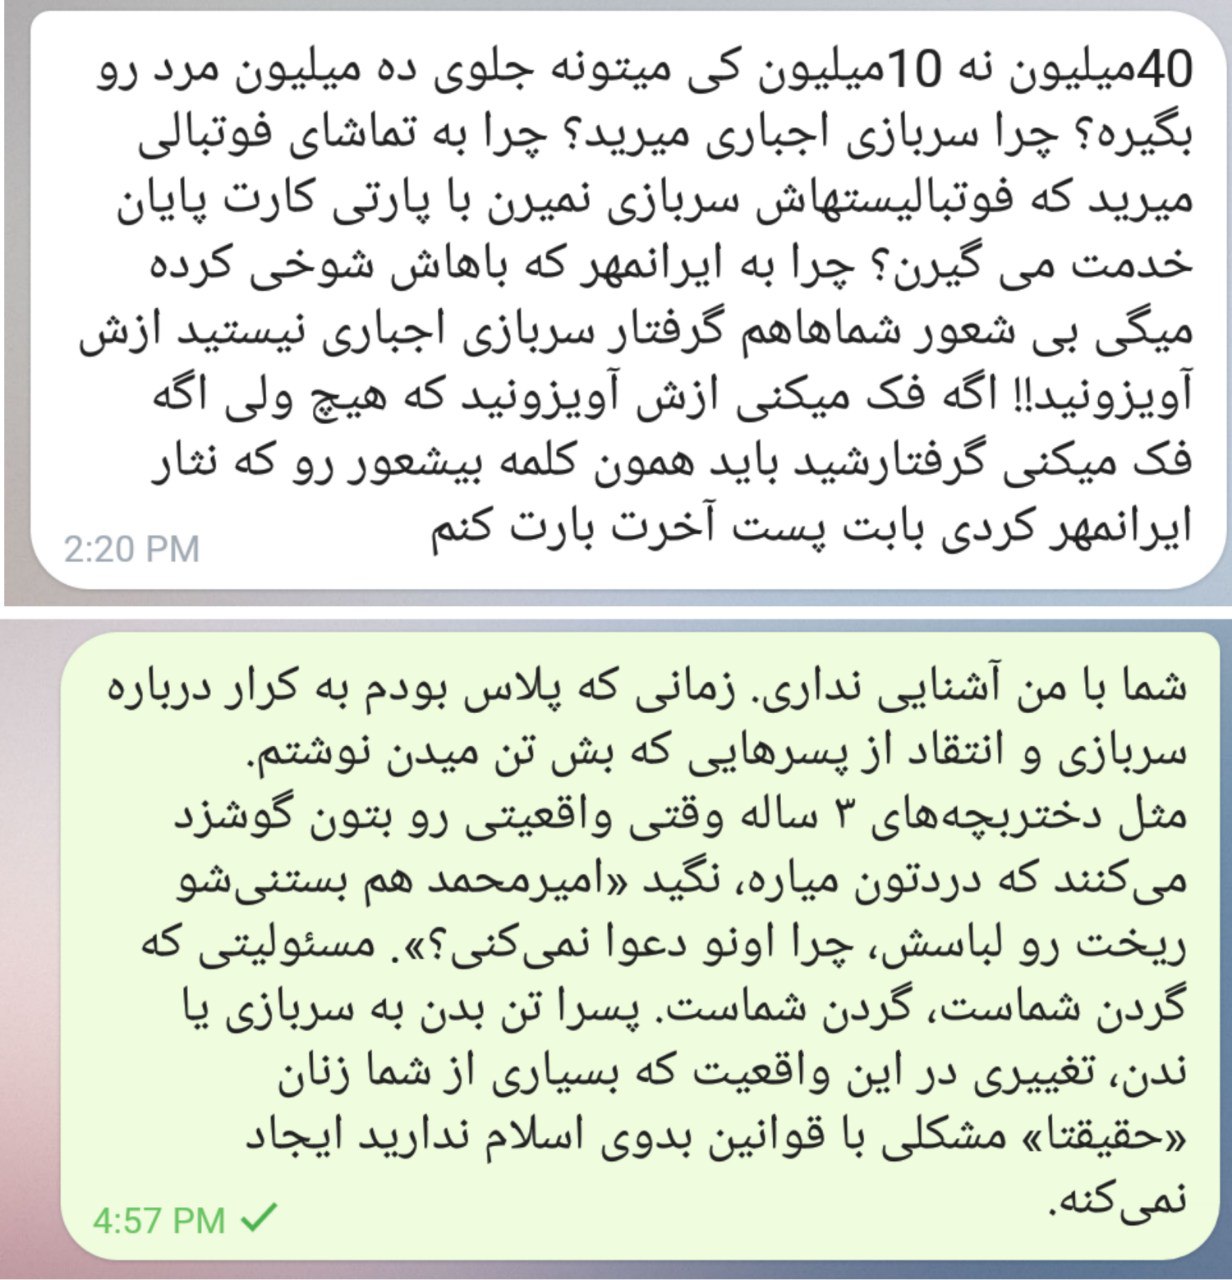 40میلیون نه 10میلیون کی میتونه جلوی ده میلیون مرد رو
بگیره؟ چرا سربازی اجباری میرید؟ چرا به تماشای فوتبالی
میرید که فوتبالیستهاش سربازی نمیرن با پارتی کارت پایان
خدمت می گیرن؟ چرا به ایرانمهر که باهاش شوخی کرده
میگی بی شعور شماهاهم گرفتار سربازی اجباری نیستید ازش
آویزونید!! اگه فک میکنی ازش آویزونید که هیچ ولی اگه
فک میکنی گرفتارشید باید همون کلمه بیشعور رو که نثار
ایرانمهر کردی بابت پست آخرت بارت کنم
2:20 PM
شما با من آشنایی نداری. زمانی که پلاس بودم به کرار درباره
سربازی و انتقاد از پسرهایی که بش تن میدن نوشتم.
مثل دختربچه‌های ۳ ساله وقتی واقعیتی رو بتون گوشزد
می‌کنند که دردتون میاره، نگید «امیرمحمد هم بستنی‌شو
ریخت رو لباسش، چرا اونو دعوا نمی‌کنی؟». مسئولیتی که
گردن شماست، گردن شماست. پسرا تن بدن به سربازی یا
ندن، تغییری در این واقعیت که بسیاری از شما زنان
«حقیقتا» مشکلی با قوانین بدوی اسلام ندارید ایجاد
نمی‌کنه.
4:57 PM